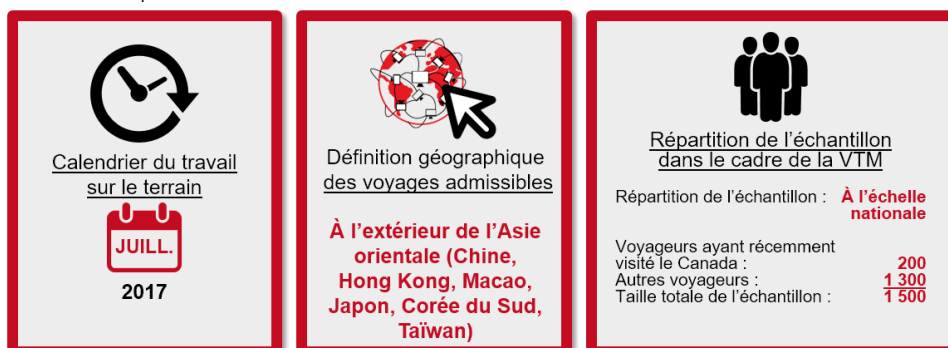 Calendrier du travail
sur le terrain
JUILL.
2017
Définition géographique
des voyages admissibles
À l'extérieur de l'Asie
orientale (Chine,
Hong Kong, Macao,
Japon, Corée du Sud,
Taïwan)
Répartition de l'échantillon
dans le cadre de la VTM
Répartition de l'échantillon : À l'échelle
nationale
Voyageurs ayant récemment
visité le Canada : 200
Autres voyageurs : 1 300
Taille totale de l'échantillon : 1 500